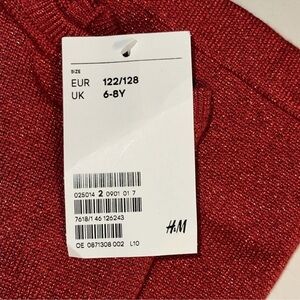 SIZE
EUR 122/128
UK 6-8Y
025014 2 0901 01 7
7618/1 46 126243
H&M
OE 0871308 002 L10